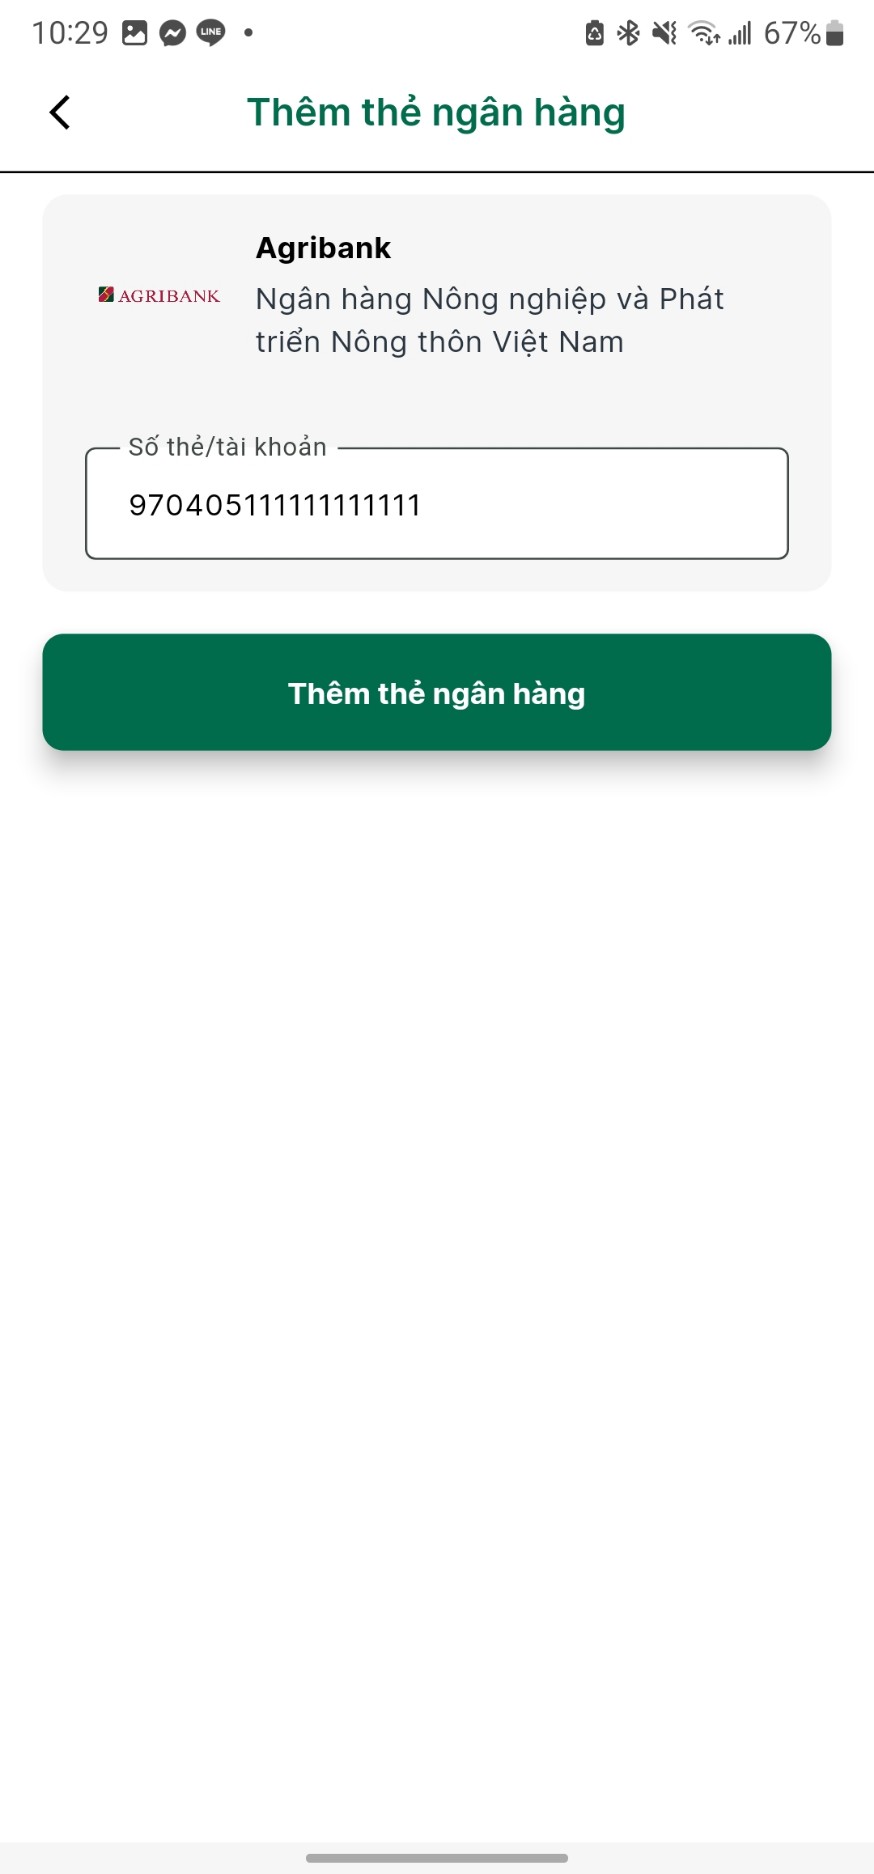 10:29 LINE 67%
Thêm thẻ ngân hàng
Agribank
AGRIBANK
Ngân hàng Nông nghiệp và Phát
triển Nông thôn Việt Nam
Số thẻ/tài khoản
970405111111111111
Thêm thẻ ngân hàng